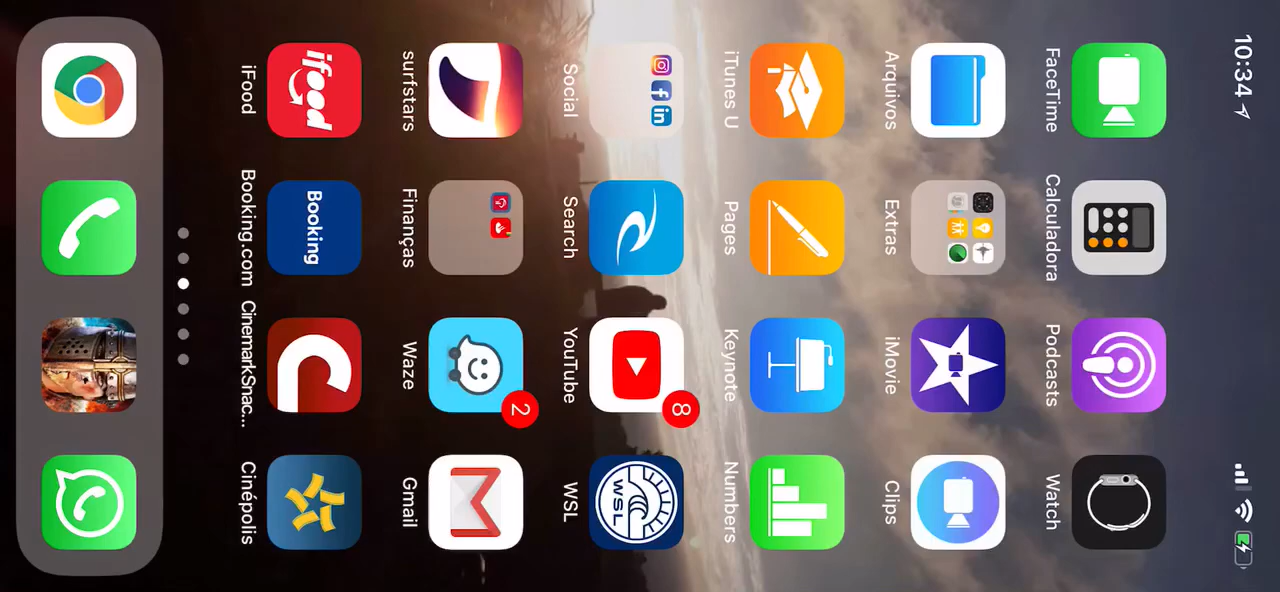 10:34
FaceTime
Calculadora
Podcasts
Watch
Arquivos
Extras
iMovie
Clips
iTunes U
Pages
Keynote
Numbers
Social
Search
YouTube
WSL
surfstars
Finanças
Waze
Gmail
iFood
Booking.com
CinemarkSnac...
Cinépolis
in
WSL
8
2
ifood
Booking